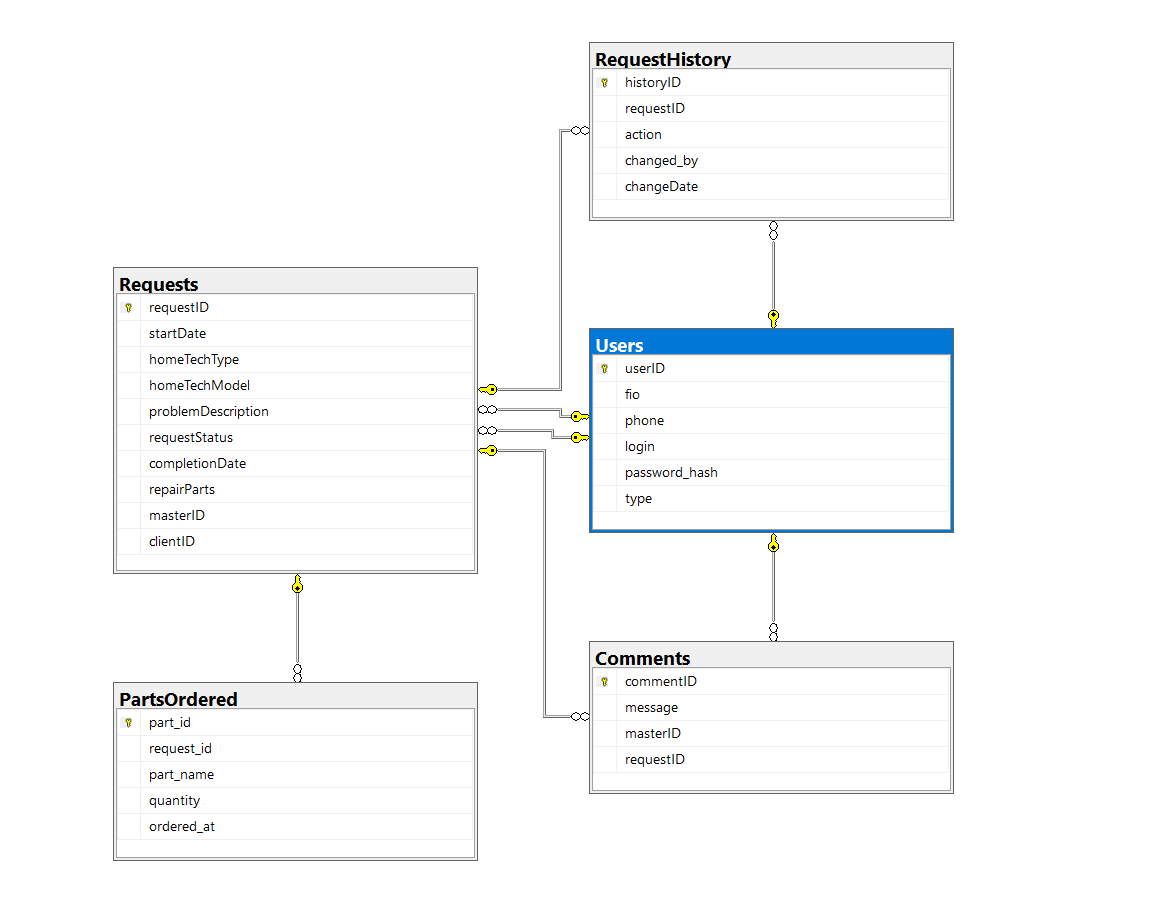 RequestHistory
historyID
requestID
action
changed_by
changeDate
Requests
requestID
startDate
homeTechType
homeTechModel
problemDescription
requestStatus
completionDate
repairParts
masterID
clientID
Users
userID
fio
phone
login
password_hash
type
Comments
commentID
message
masterID
requestID
PartsOrdered
part_id
request_id
part_name
quantity
ordered_at